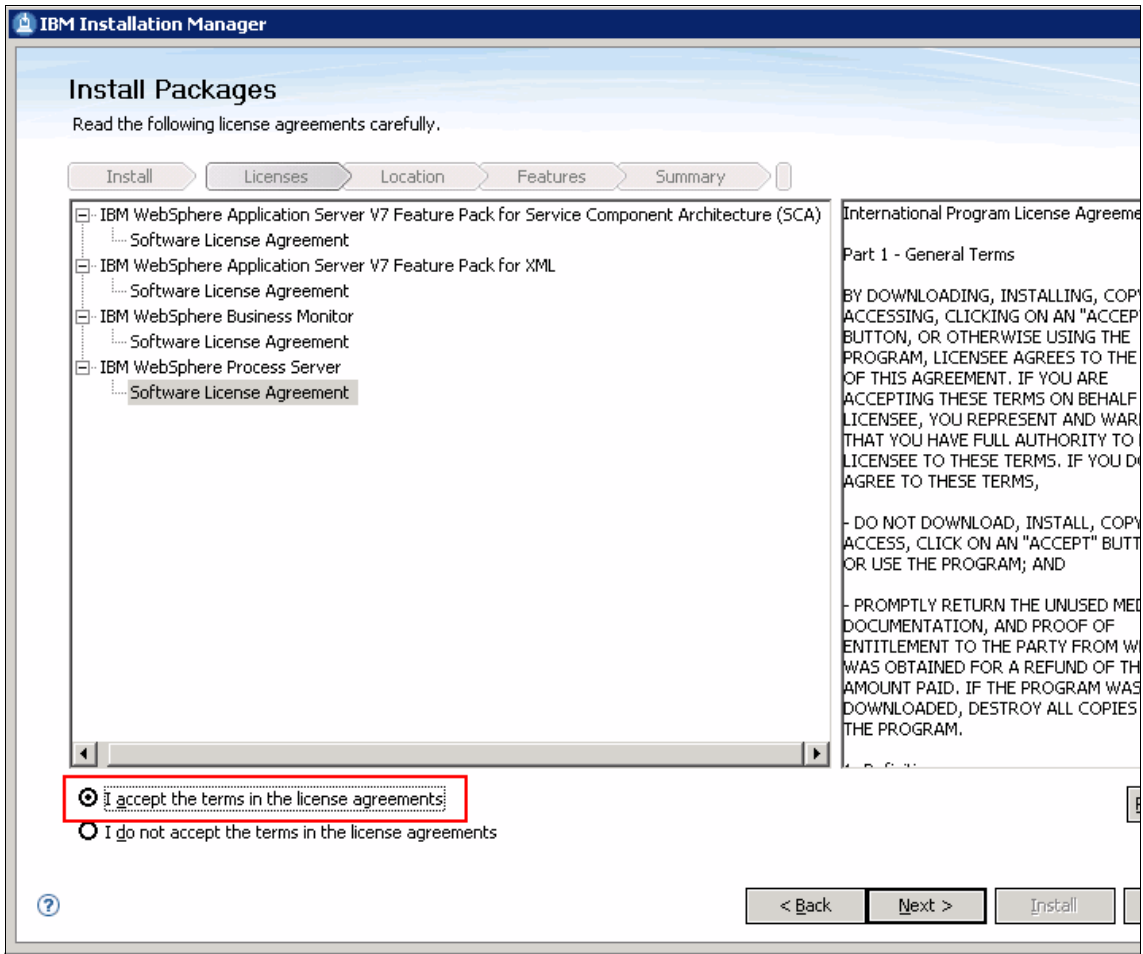 IBM Installation Manager
Install Packages
Read the following license agreements carefully.
Install Licenses Location Features Summary
IBM WebSphere Application Server V7 Feature Pack for Service Component Architecture (SCA)
Software License Agreement
IBM WebSphere Application Server V7 Feature Pack for XML
Software License Agreement
IBM WebSphere Business Monitor
Software License Agreement
IBM WebSphere Process Server
Software License Agreement
International Program License
Part 1 - General Terms
BY DOWNLOADING, INSTALLING,
ACCESSING, CLICKING ON AN
BUTTON, OR OTHERWISE USING THE
PROGRAM, LICENSEE AGREES TO THE
OF THIS AGREEMENT. IF YOU ARE
ACCEPTING THESE TERMS ON BEHALF
LICENSEE, YOU REPRESENT AND
THAT YOU HAVE FULL AUTHORITY TO
LICENSEE TO THESE TERMS. IF YOU
AGREE TO THESE TERMS,
- DO NOT DOWNLOAD, INSTALL,
ACCESS, CLICK ON AN "ACCEPT"
OR USE THE PROGRAM; AND
- PROMPTLY RETURN THE UNUSED
DOCUMENTATION, AND PROOF OF
ENTITLEMENT TO THE PARTY FROM
WAS OBTAINED FOR A REFUND OF
AMOUNT PAID. IF THE PROGRAM WAS
DOWNLOADED, DESTROY ALL COPIES
THE PROGRAM.
I accept the terms in the license agreements
I do not accept the terms in the license agreements
< Back Next > Install